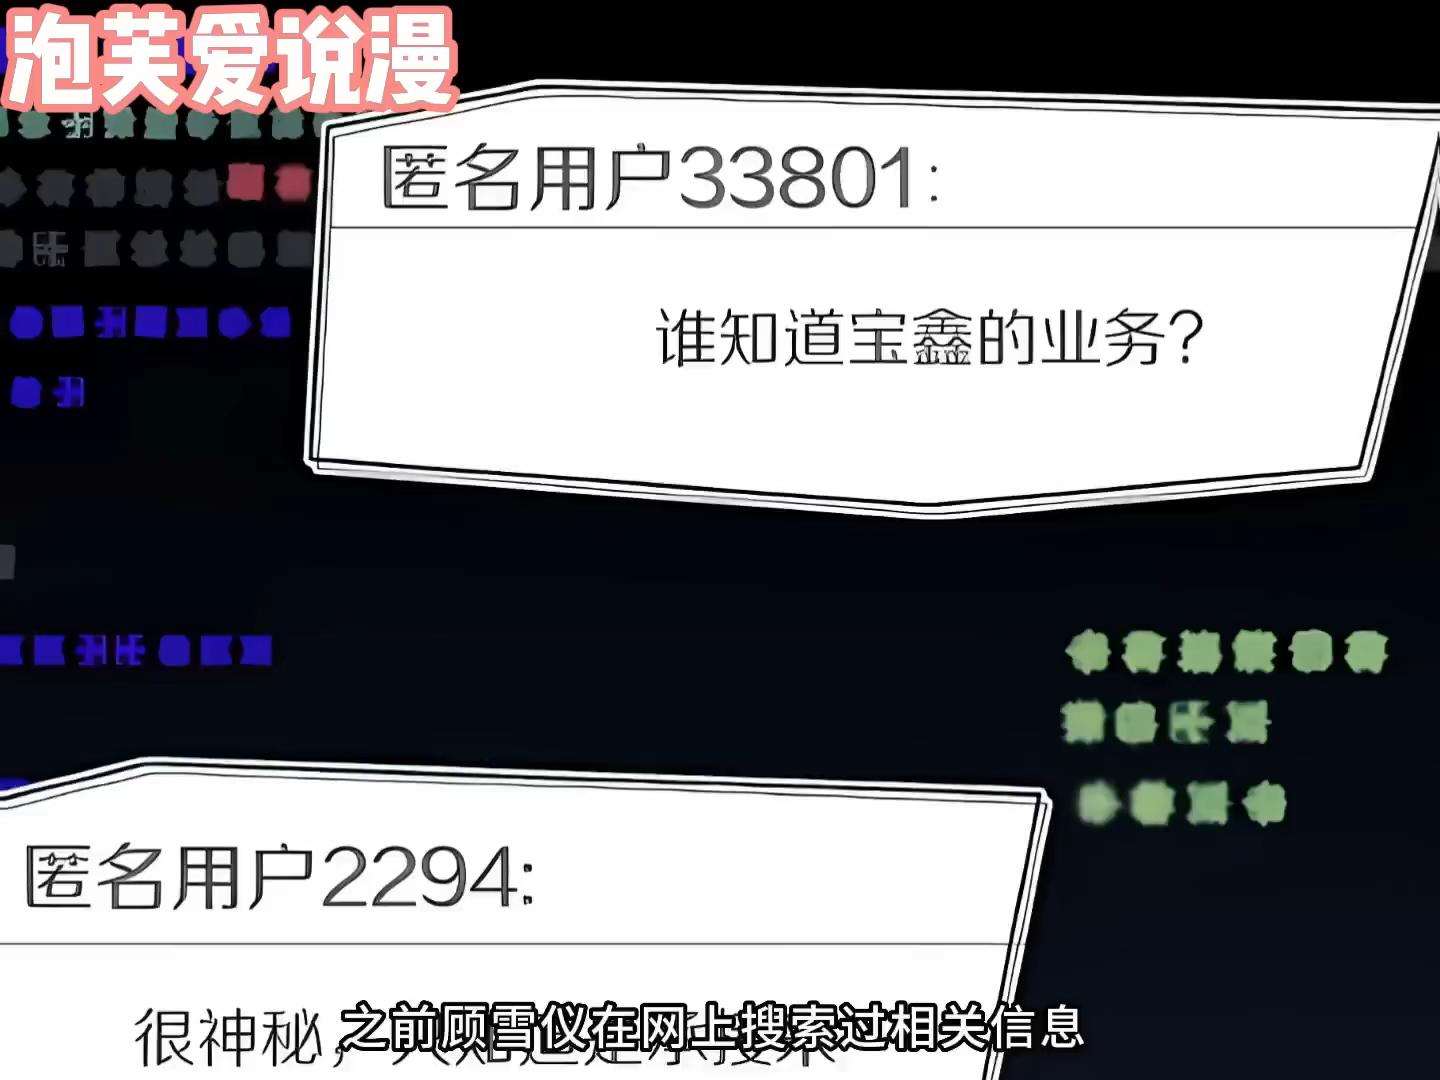 泡芙爱说漫
匿名用户33801:
谁知道宝鑫的业务?
匿名用户2294:
很神秘,
之前顾雪仪在网上搜索过相关信息